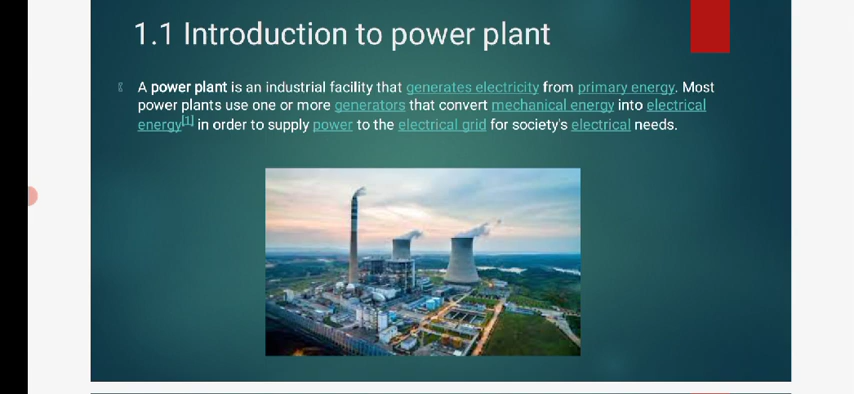 1.1 Introduction to power plant
A power plant is an industrial facility that generates electricity from primary energy. Most
power plants use one or more generators that convert mechanical energy into electrical
energy[1] in order to supply power to the electrical grid for society's electrical needs.